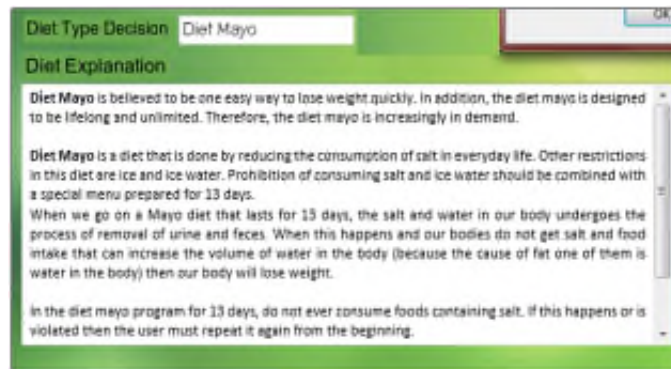 OK
Diet Type Decision Diet Mayo
Diet Explanation
Diet Mayo is believed to be one easy way to lose weight quickly. In addition, the diet mayo is designed
to be lifelong and unlimited. Therefore, the diet mayo is increasingly in demand.
Diet Mayo is a diet that is done by reducing the consumption of salt in everyday life. Other restrictions
in this diet are ice and ice water. Prohibition of consuming salt and ice water should be combined with
a special menu prepared for 13 days.
When we go on a Mayo diet that lasts for 13 days, the salt and water in our body undergoes the
process of removal of urine and feces. When this happens and our bodies do not get salt and food
intake that can increase the volume of water in the body (because the cause of fat one of them is
water in the body) then our body will lose weight.
In the diet mayo program for 13 days, do not ever consume foods containing salt. If this happens or is
violated then the user must repeat it again from the beginning.